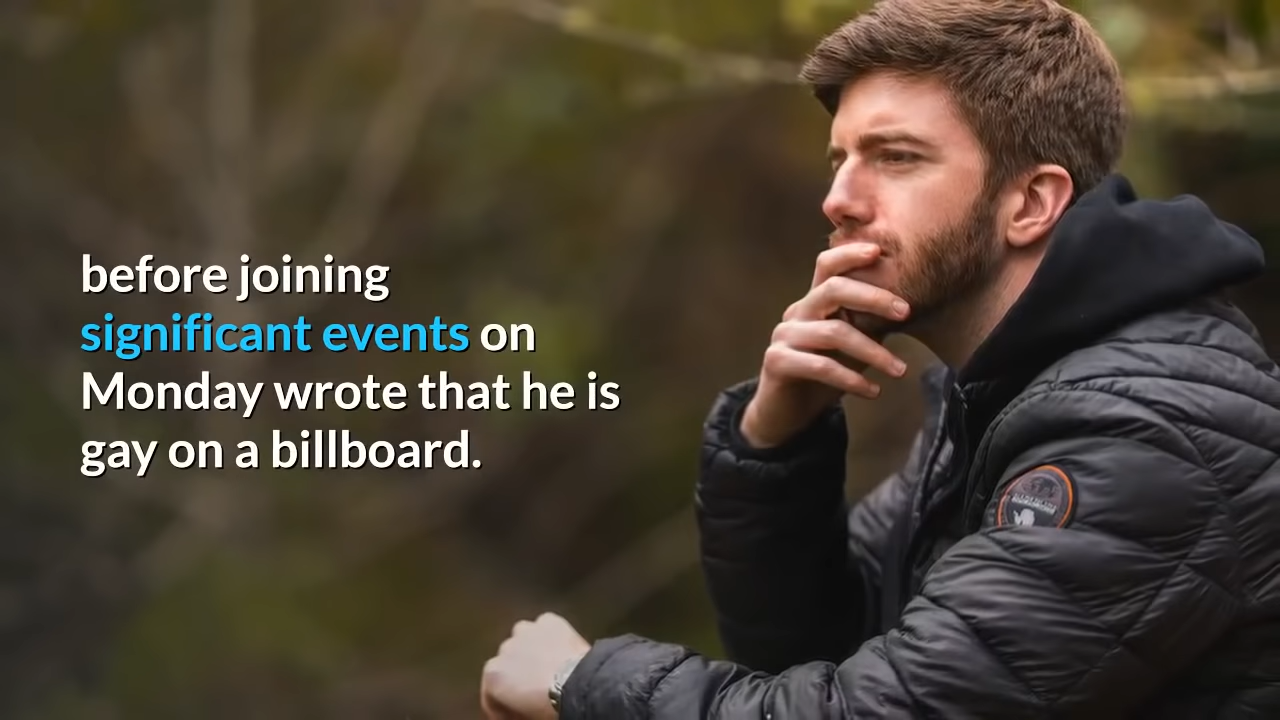 before joining
significant events on
Monday wrote that he is
gay on a billboard.